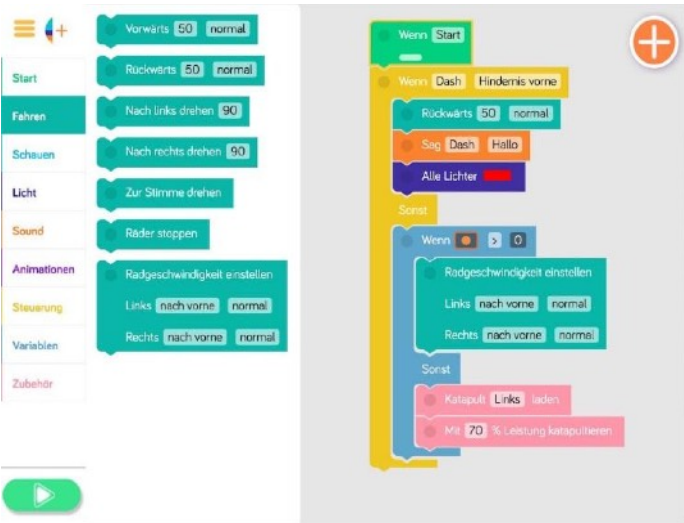 Start
Fahren
Schauen
Licht
Sound
Animationen
Steuerung
Variablen
Zubehör
Vorwärts 50 normal
Rückwärts 50 normal
Nach links drehen 90
Nach rechts drehen 90
Zur Stimme drehen
Räder stoppen
Radgeschwindigkeit einstellen
Links nach vorne normal
Rechts nach vorne normal
Wenn Start
Wenn Dash Hindernis vorne
Rückwärts 50 normal
Sag Dash Hallo
Alle Lichter
Sonst
Wenn > 0
Radgeschwindigkeit einstellen
Links nach vorne normal
Rechts nach vorne normal
Sonst
Katapult Links laden
Mit 70 % Leistung katapultieren